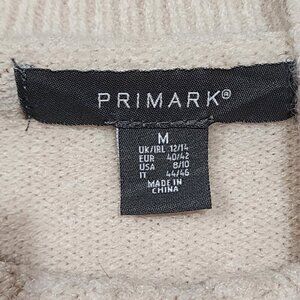 PRIMARK®
M
UK/IRL 12/14
EUR 40/42
USA 8/10
IT 44/46
MADE IN
CHINA